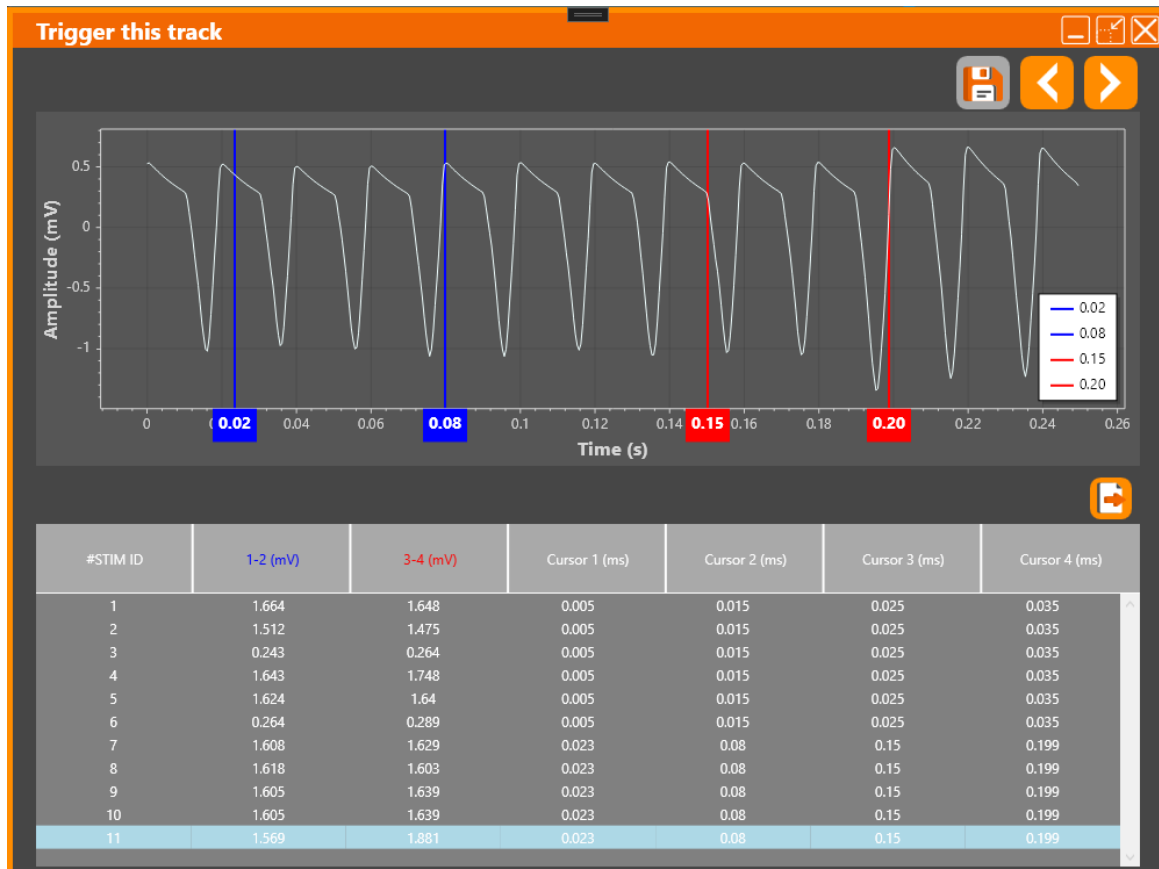 Trigger this track
0.5
0
-0.5
-1
Amplitude (mV)
0.02
0.08
0.15
0.20
0 0.02 0.04 0.06 0.08 0.1 0.12 0.14 0.15 0.16 0.18 0.20 0.22 0.24 0.26
Time (s)
#STIM ID 1-2 (mV) 3-4 (mV) Cursor 1 (ms) Cursor 2 (ms) Cursor 3 (ms) Cursor 4 (ms)
1 1.664 1.648 0.005 0.015 0.025 0.035
2 1.512 1.475 0.005 0.015 0.025 0.035
3 0.243 0.264 0.005 0.015 0.025 0.035
4 1.643 1.748 0.005 0.015 0.025 0.035
5 1.624 1.64 0.005 0.015 0.025 0.035
6 0.264 0.289 0.005 0.015 0.025 0.035
7 1.608 1.629 0.023 0.08 0.15 0.199
8 1.618 1.603 0.023 0.08 0.15 0.199
9 1.605 1.639 0.023 0.08 0.15 0.199
10 1.605 1.639 0.023 0.08 0.15 0.199
11 1.569 1.881 0.023 0.08 0.15 0.199